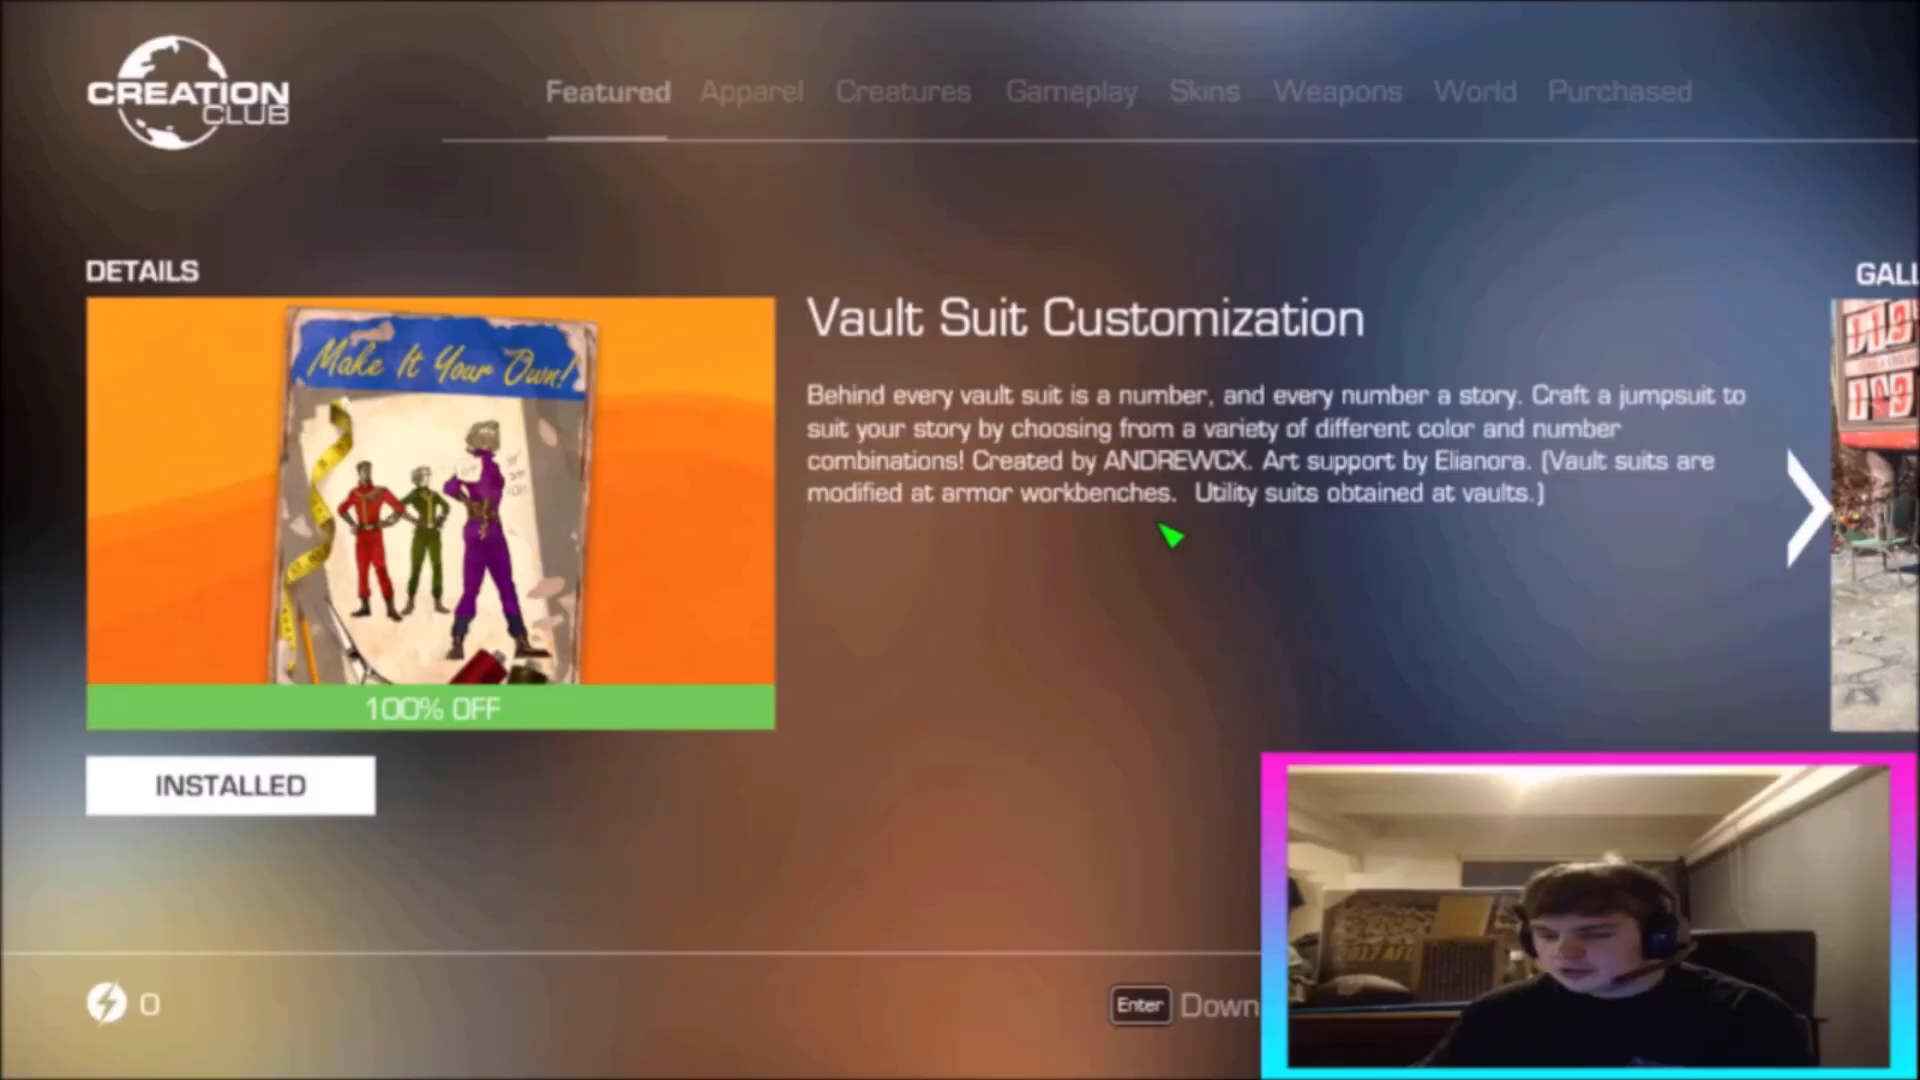 CREATION
CLUB
Featured Apparel Creatures Gameplay Skins Weapons World Purchased
DETAILS
GALL
Make It Your Own!
Vault Suit Customization
Behind every vault suit is a number, and every number a story. Craft a jumpsuit to
suit your story by choosing from a variety of different color and number
combinations! Created by ANDREWCX. Art support by Elianora. (Vault suits are
modified at armor workbenches. Utility suits obtained at vaults.)
100% OFF
INSTALLED
0
Enter Down